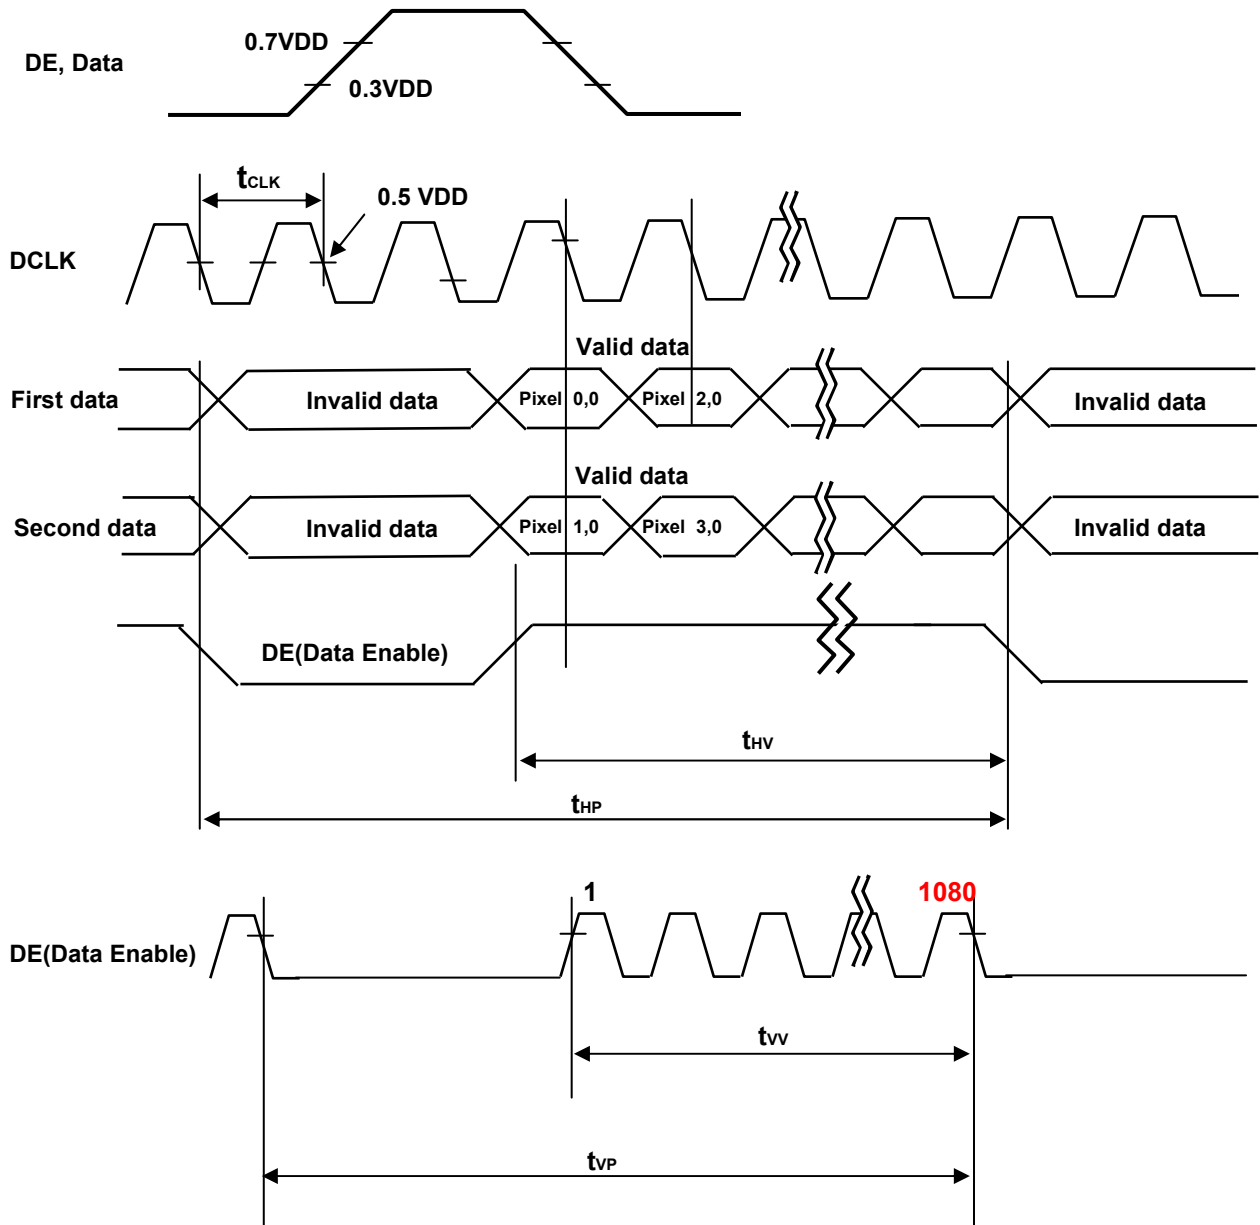 0.7VDD
DE, Data
0.3VDD
tCLK
0.5 VDD
DCLK
Valid data
First data
Invalid data
Pixel 0,0
Pixel 2,0
Invalid data
Valid data
Second data
Invalid data
Pixel 1,0
Pixel 3,0
Invalid data
DE(Data Enable)
tHV
tHP
1
1080
DE(Data Enable)
tVV
tVP